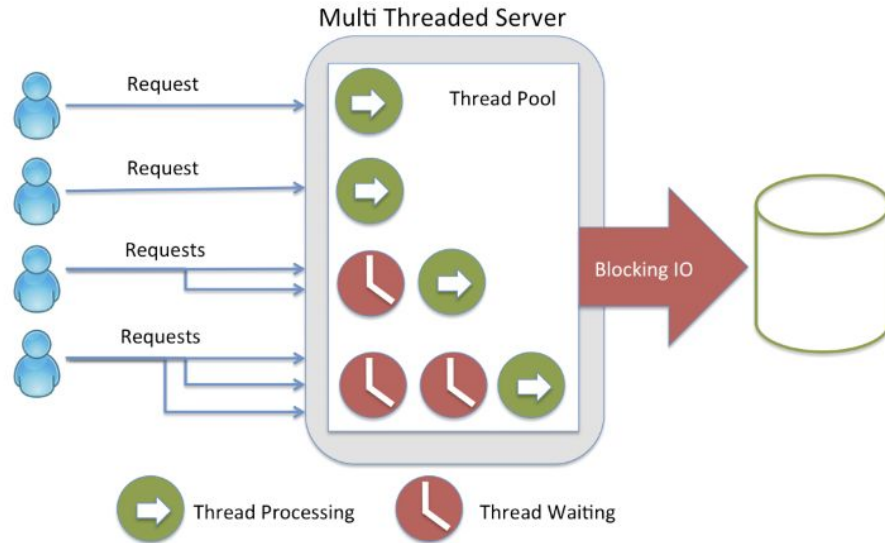 Multi Threaded Server
Request
Thread Pool
Request
Requests
Blocking IO
Requests
Thread Processing
Thread Waiting